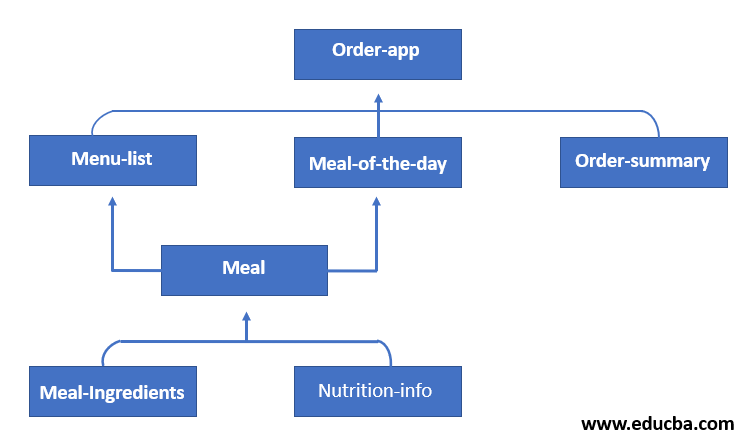 Order-app
Menu-list
Meal-of-the-day
Order-summary
Meal
Meal-Ingredients
Nutrition-info
www.educba.com